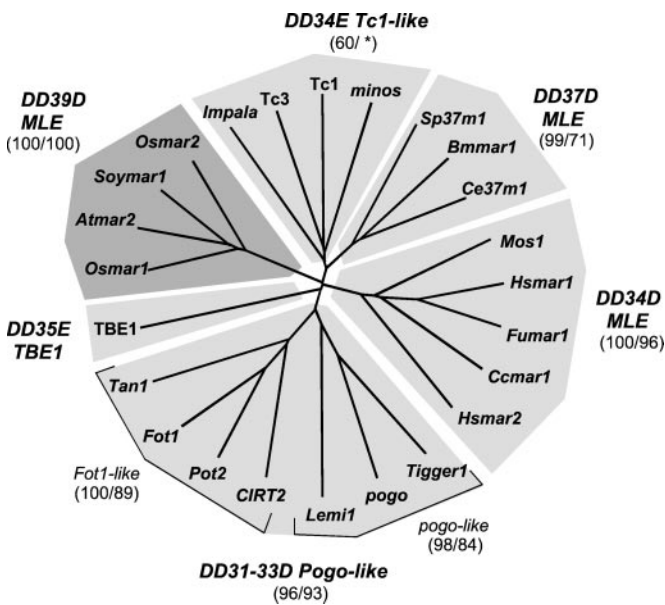 DD34E Tc1-like
(60/ *)
DD39D
MLE
(100/100)
DD37D
MLE
(99/71)
Impala
Tc3
Tc1
minos
Sp37m1
Bmmar1
Ce37m1
Osmar2
Soymar1
Atmar2
Osmar1
Mos1
Hsmar1
Fumar1
Ccmar1
Hsmar2
DD34D
MLE
(100/96)
DD35E
TBE1
TBE1
Tan1
Fot1
Pot2
CIRT2
Lemi1
pogo
Tigger1
Fot1-like
(100/89)
pogo-like
(98/84)
DD31-33D Pogo-like
(96/93)